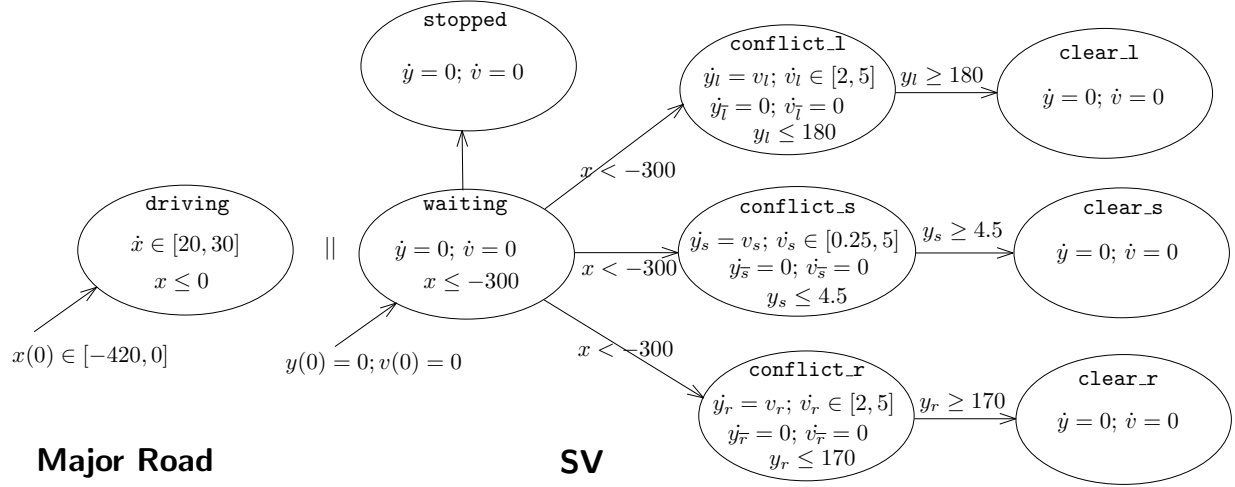 stopped
ẏ = 0; v̇ = 0
conflict_l
ẏ_l = v_l; v̇_l ∈ [2, 5]
ẏ_l̅ = 0; v̇_l̅ = 0
y_l ≤ 180
y_l ≥ 180
clear_l
ẏ = 0; v̇ = 0
x < −300
driving
ẋ ∈ [20, 30]
x ≤ 0
||
waiting
ẏ = 0; v̇ = 0
x ≤ −300
x < −300
conflict_s
ẏ_s = v_s; v̇_s ∈ [0.25, 5]
ẏ_s̅ = 0; v̇_s̅ = 0
y_s ≤ 4.5
y_s ≥ 4.5
clear_s
ẏ = 0; v̇ = 0
x(0) ∈ [−420, 0]
y(0) = 0; v(0) = 0
x < −300
conflict_r
ẏ_r = v_r; v̇_r ∈ [2, 5]
ẏ_r̅ = 0; v̇_r̅ = 0
y_r ≤ 170
y_r ≥ 170
clear_r
ẏ = 0; v̇ = 0
Major Road
SV